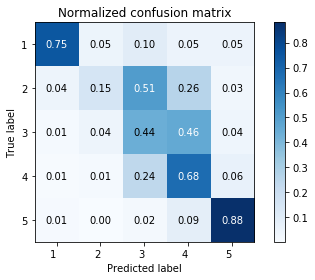 Normalized confusion matrix
1 0.75 0.05 0.10 0.05 0.05
2 0.04 0.15 0.51 0.26 0.03
3 0.01 0.04 0.44 0.46 0.04
4 0.01 0.01 0.24 0.68 0.06
5 0.01 0.00 0.02 0.09 0.88
1 2 3 4 5
True label
Predicted label
0.8
0.7
0.6
0.5
0.4
0.3
0.2
0.1